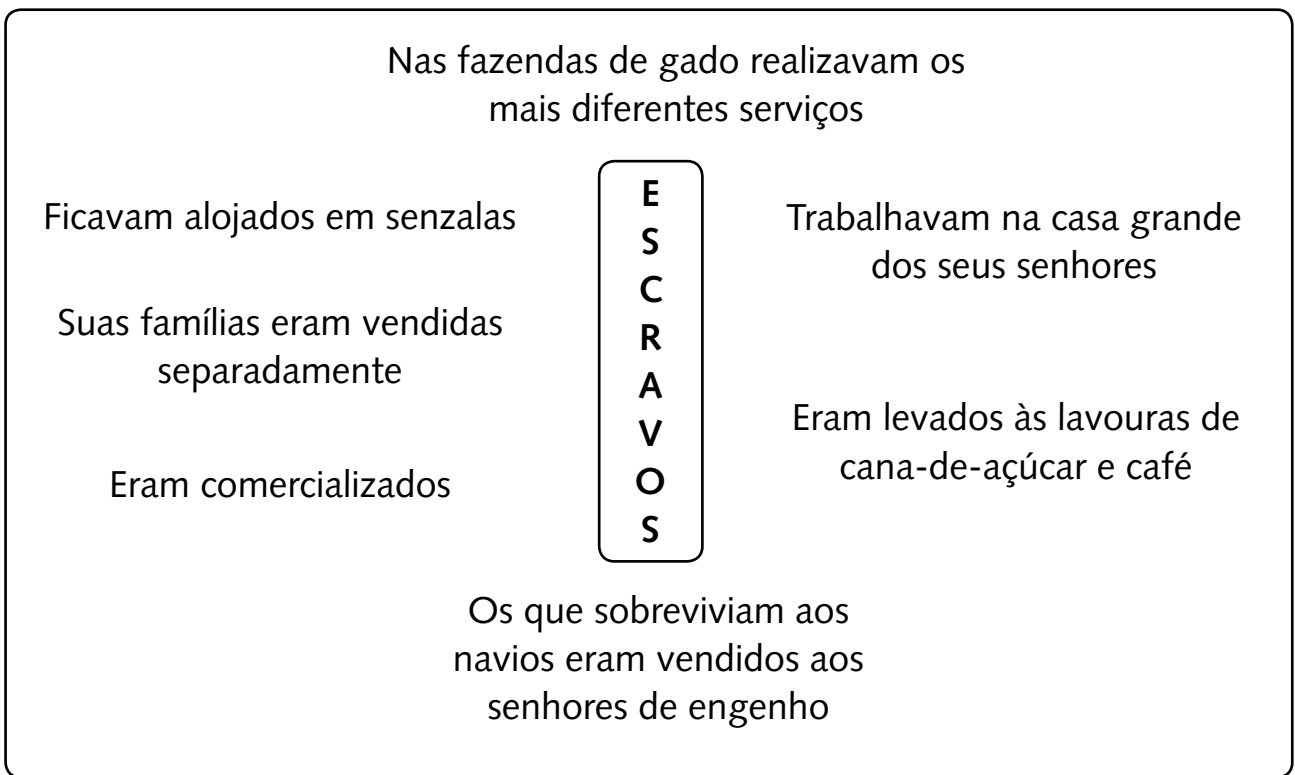 Nas fazendas de gado realizavam os
mais diferentes serviços
Ficavam alojados em senzalas
Suas famílias eram vendidas
separadamente
Eram comercializados
E
S
C
R
A
V
O
S
Trabalhavam na casa grande
dos seus senhores
Eram levados às lavouras de
cana-de-açúcar e café
Os que sobreviviam aos
navios eram vendidos aos
senhores de engenho